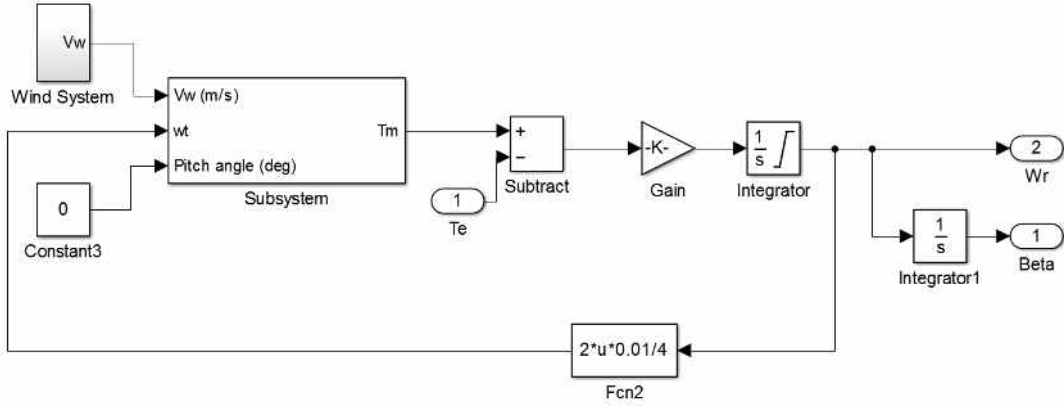 Vw
Wind System
Vw (m/s)
wt
Tm
Pitch angle (deg)
Subsystem
0
Constant3
+
−
Subtract
1
Te
-K-
Gain
1
s
Integrator
2
Wr
1
s
Integrator1
1
Beta
2*u*0.01/4
Fcn2